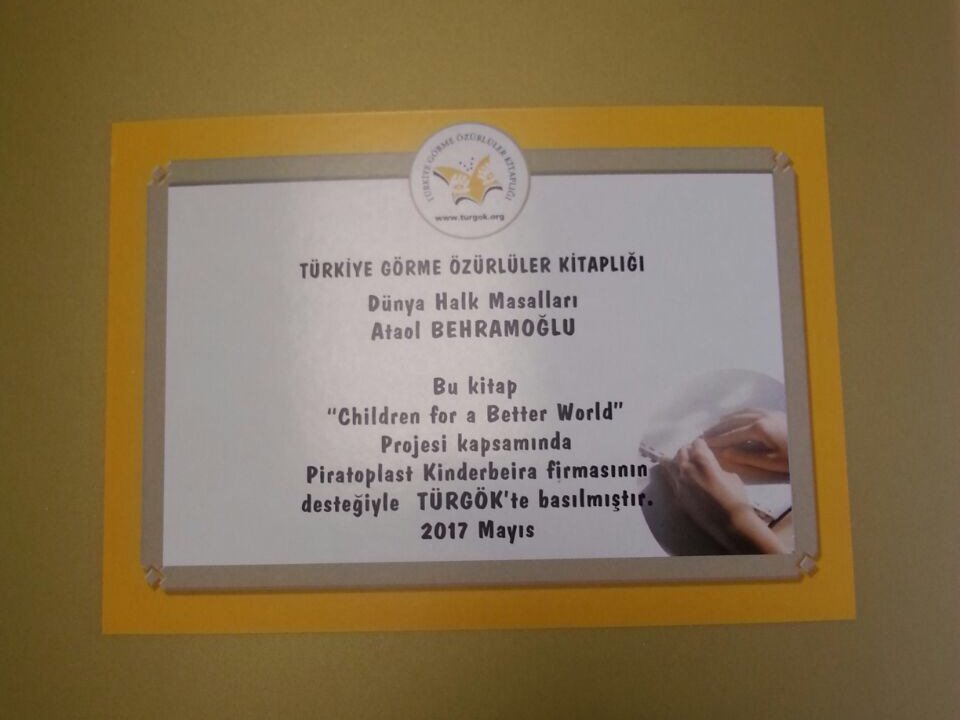 TÜRKİYE GÖRME ÖZÜRLÜLER KİTAPLIĞI
www.turgok.org
TÜRKİYE GÖRME ÖZÜRLÜLER KİTAPLIĞI
Dünya Halk Masalları
Ataol BEHRAMOĞLU
Bu kitap
“Children for a Better World”
Projesi kapsamında
Piratoplast Kinderbeira firmasının
desteğiyle TÜRGÖK'te basılmıştır.
2017 Mayıs